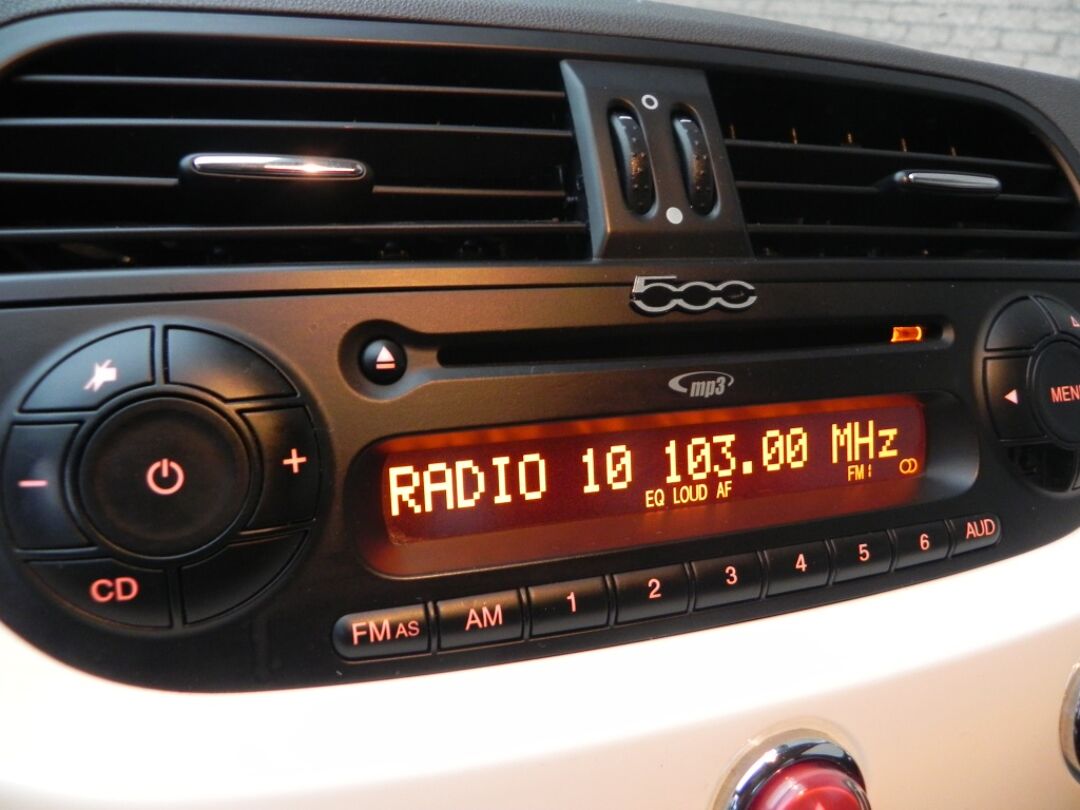 500
mp3
RADIO 10 103.00 MHz
EQ LOUD AF FM1
MEN
+
-
CD
FM AS AM 1 2 3 4 5 6 AUD